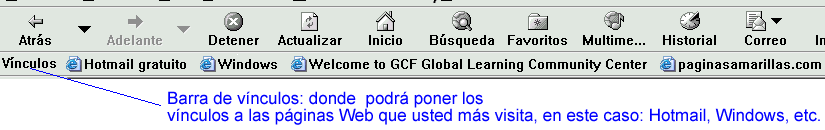 Atrás Adelante Detener Actualizar Inicio Búsqueda Favoritos Multime... Historial Correo
Vínculos Hotmail gratuito Windows Welcome to GCF Global Learning Community Center paginasamarillas.com
Barra de vínculos: donde podrá poner los
vínculos a las páginas Web que usted más visita, en este caso: Hotmail, Windows, etc.